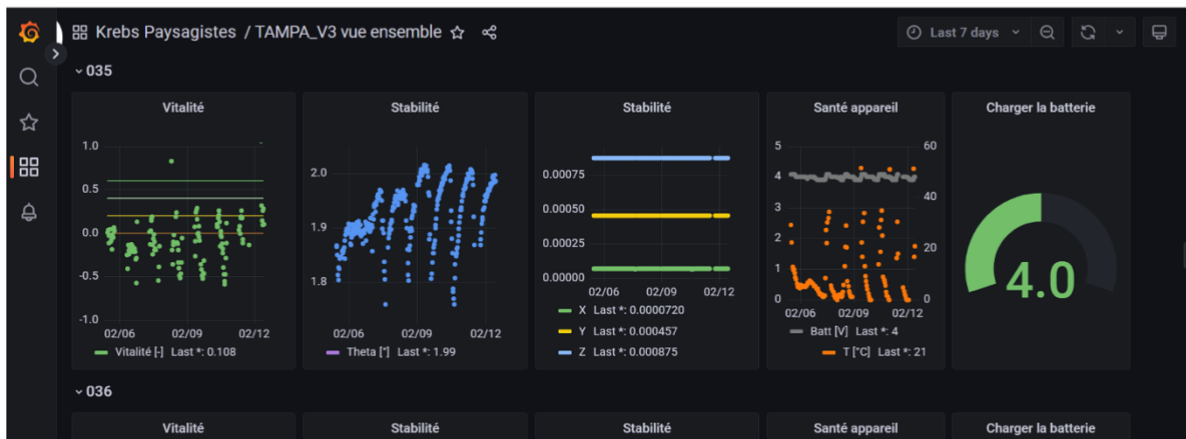 Krebs Paysagistes / TAMPA_V3 vue ensemble
Last 7 days
035
Vitalité
1.0
0.5
0.0
-0.5
-1.0
02/06 02/09 02/12
Vitalité [-] Last *: 0.108
Stabilité
2.0
1.9
1.8
02/06 02/09 02/12
Theta [°] Last *: 1.99
Stabilité
0.00075
0.00050
0.00025
0.00000
02/06 02/09 02/12
X Last *: 0.0000720
Y Last *: 0.000457
Z Last *: 0.000875
Santé appareil
5 60
4
3 40
2
20
1
0 0
02/06 02/09 02/12
Batt [V] Last *: 4
T [°C] Last *: 21
Charger la batterie
4.0
036
Vitalité
Stabilité
Stabilité
Santé appareil
Charger la batterie